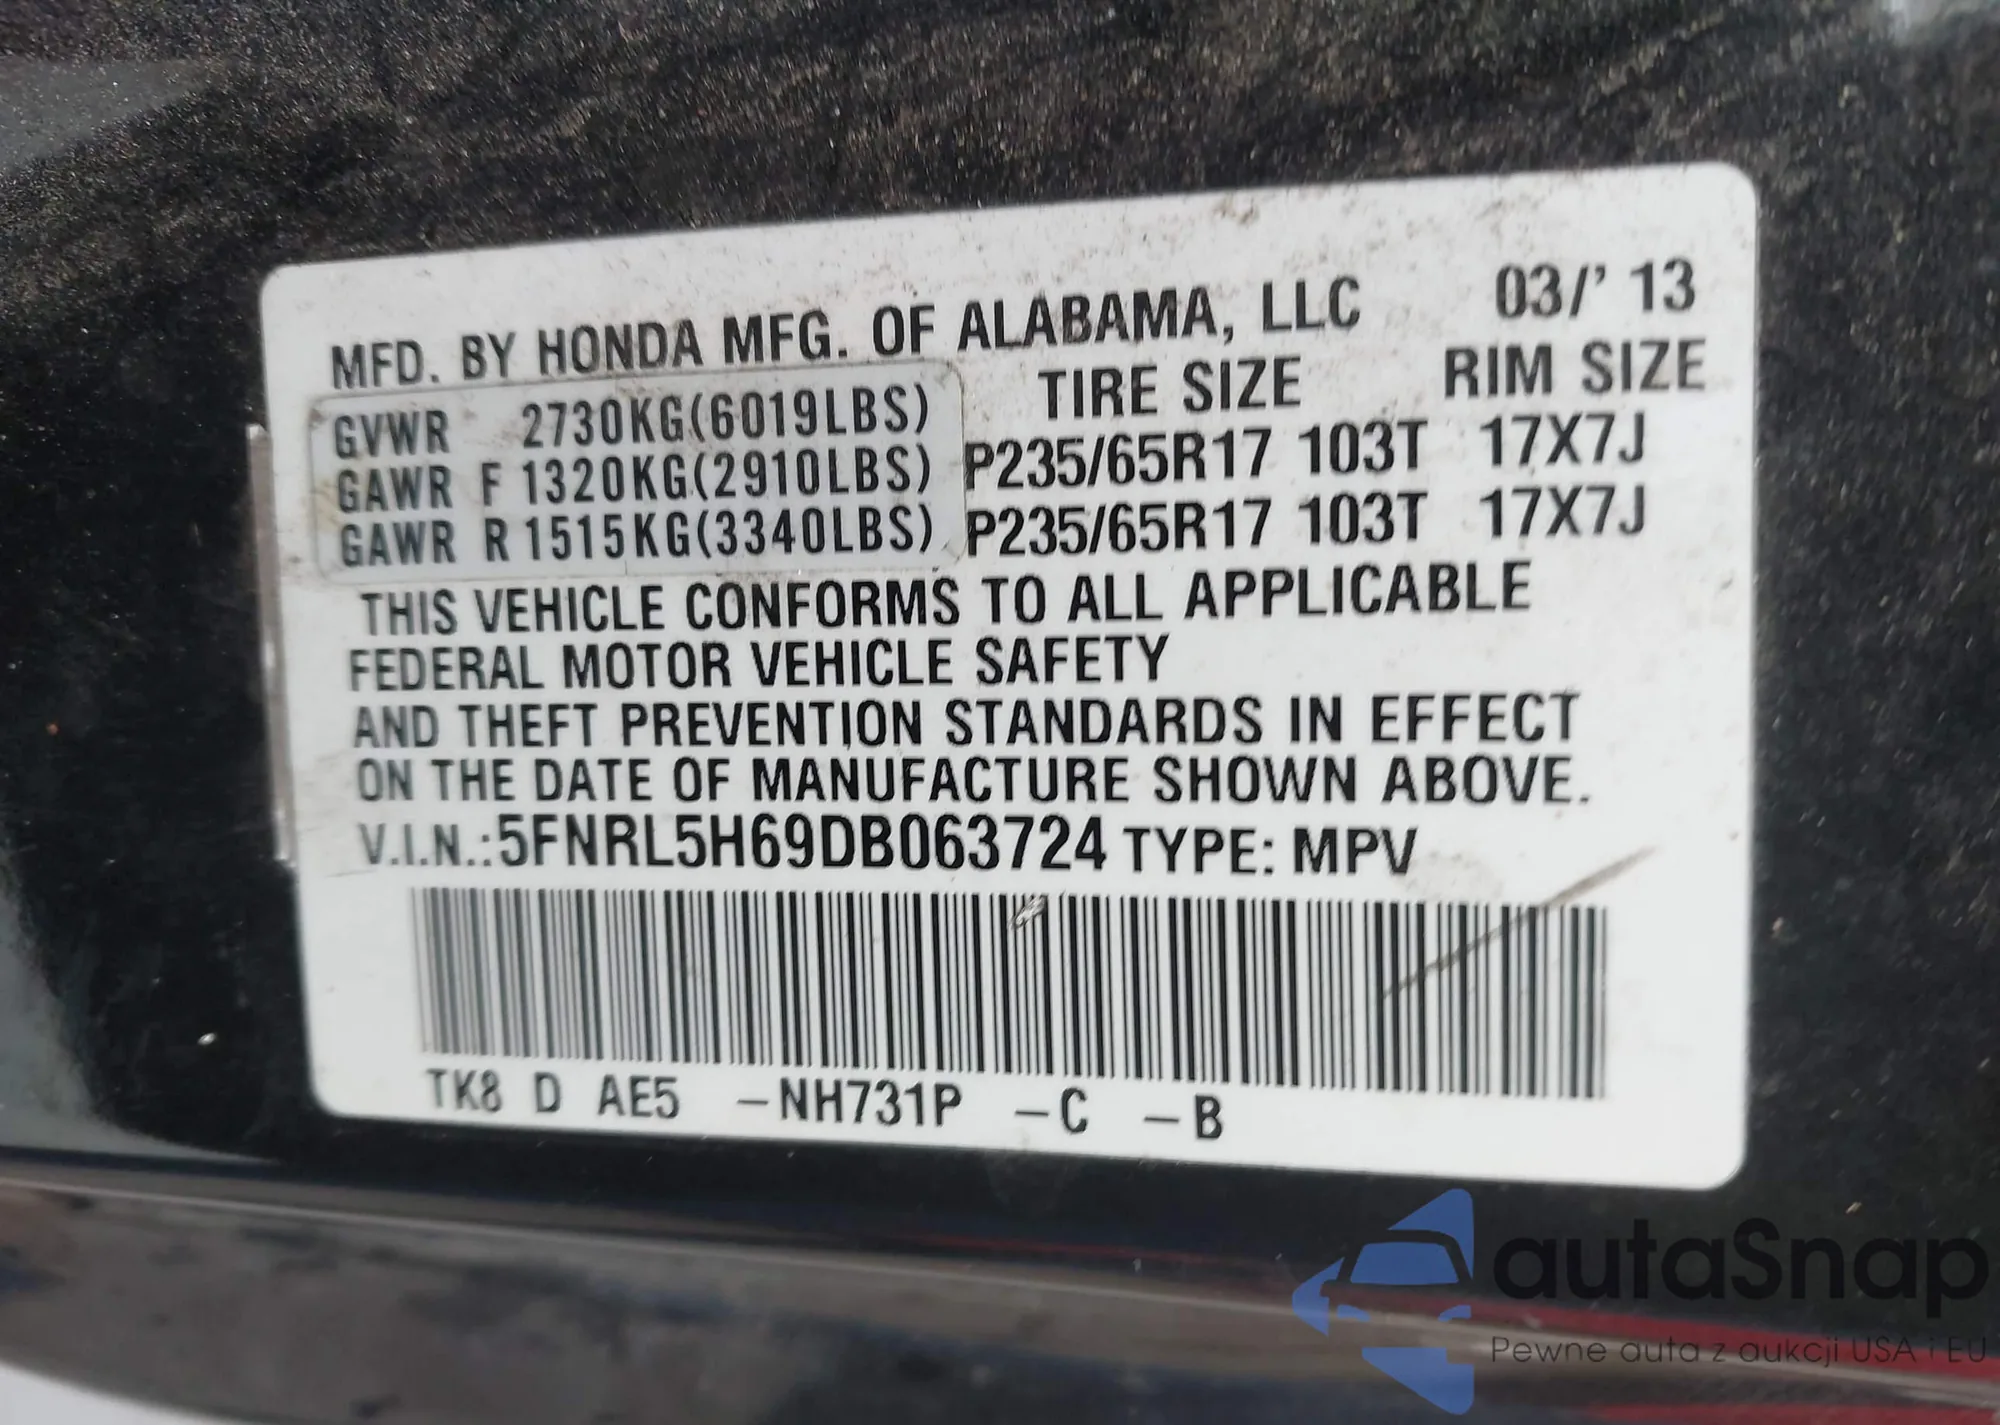 MFD. BY HONDA MFG. OF ALABAMA, LLC 03/' 13
TIRE SIZE RIM SIZE
GVWR 2730KG(6019LBS)
GAWR F 1320KG(2910LBS) P235/65R17 103T 17X7J
GAWR R 1515KG(3340LBS) P235/65R17 103T 17X7J
THIS VEHICLE CONFORMS TO ALL APPLICABLE
FEDERAL MOTOR VEHICLE SAFETY
AND THEFT PREVENTION STANDARDS IN EFFECT
ON THE DATE OF MANUFACTURE SHOWN ABOVE.
V.I.N.:5FNRL5H69DB063724 TYPE: MPV
TK8 D AE5 -NH731P -C -B
autaSnap
Pewne auta z aukcji USA i EU